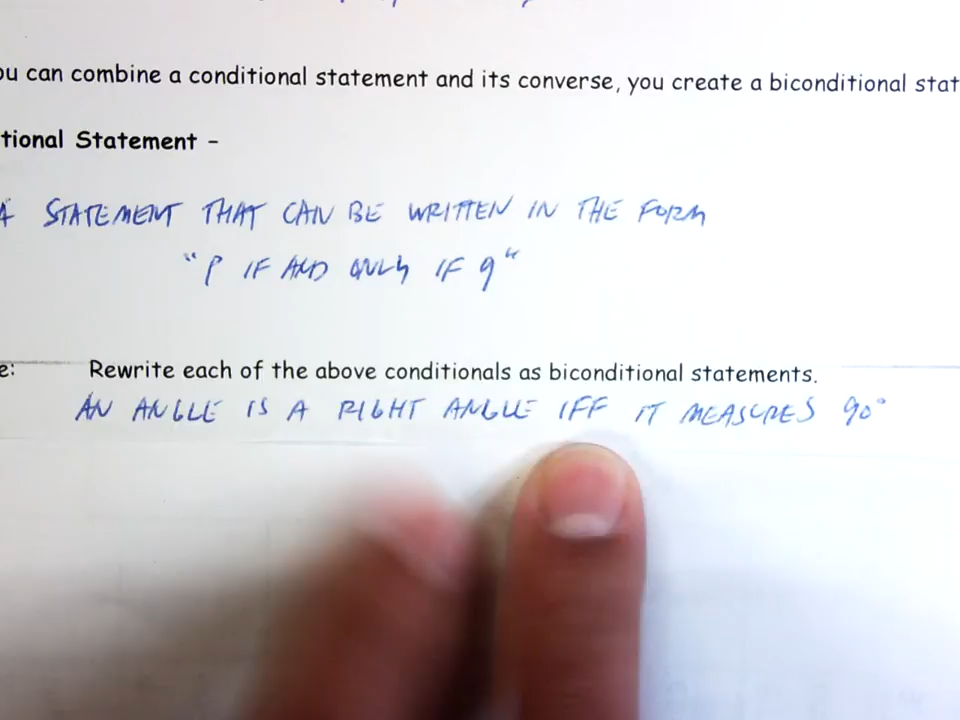 ou can combine a conditional statement and its converse, you create a biconditional stat
tional Statement -
A STATEMENT THAT CAN BE WRITTEN IN THE FORM
"P IF AND ONLY IF q"
e: Rewrite each of the above conditionals as biconditional statements.
AN ANGLE IS A RIGHT ANGLE IFF IT MEASURES 90°